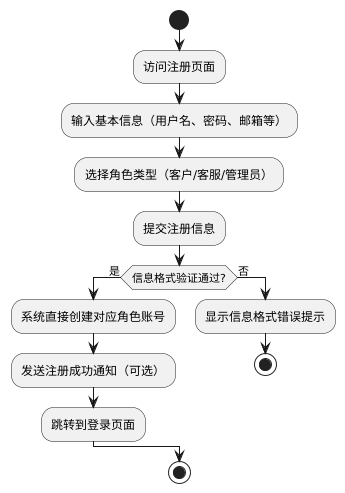 访问注册页面
输入基本信息（用户名、密码、邮箱等）
选择角色类型（客户/客服/管理员）
提交注册信息
信息格式验证通过?
是
否
系统直接创建对应角色账号
显示信息格式错误提示
发送注册成功通知（可选）
跳转到登录页面